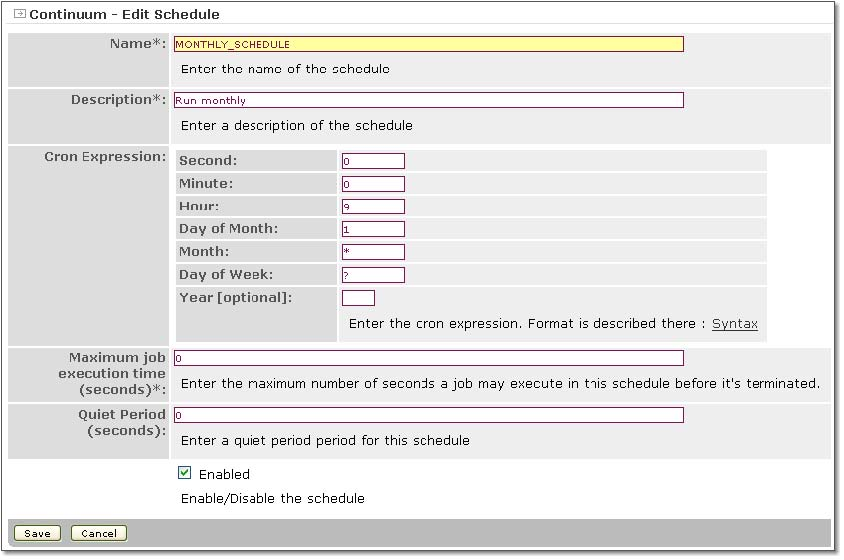 Continuum - Edit Schedule
Name*: MONTHLY_SCHEDULE
Enter the name of the schedule
Description*: Run monthly
Enter a description of the schedule
Cron Expression:
Second: 0
Minute: 0
Hour: 9
Day of Month: 1
Month: *
Day of Week: ?
Year [optional]:
Enter the cron expression. Format is described there : Syntax
Maximum job
execution time
(seconds)*:
0
Enter the maximum number of seconds a job may execute in this schedule before it's terminated.
Quiet Period
(seconds):
0
Enter a quiet period period for this schedule
Enabled
Enable/Disable the schedule
Save Cancel